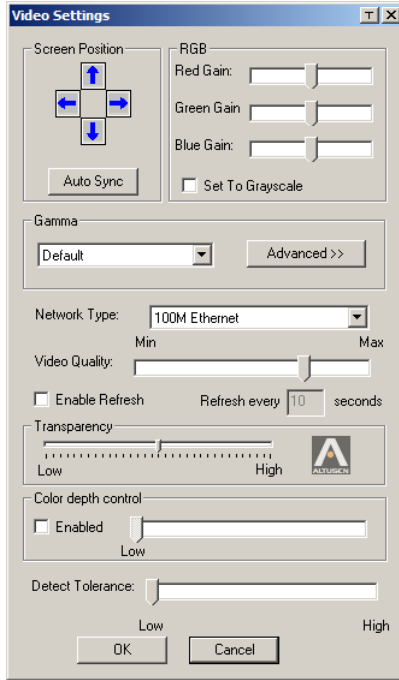 Video Settings
T X
Screen Position
Auto Sync
RGB
Red Gain:
Green Gain
Blue Gain:
Set To Grayscale
Gamma
Default
Advanced >>
Network Type: 100M Ethernet
Min Max
Video Quality:
Enable Refresh Refresh every 10 seconds
Transparency
Low High
ALTUSEN
Color depth control
Enabled
Low
Detect Tolerance:
Low High
OK Cancel